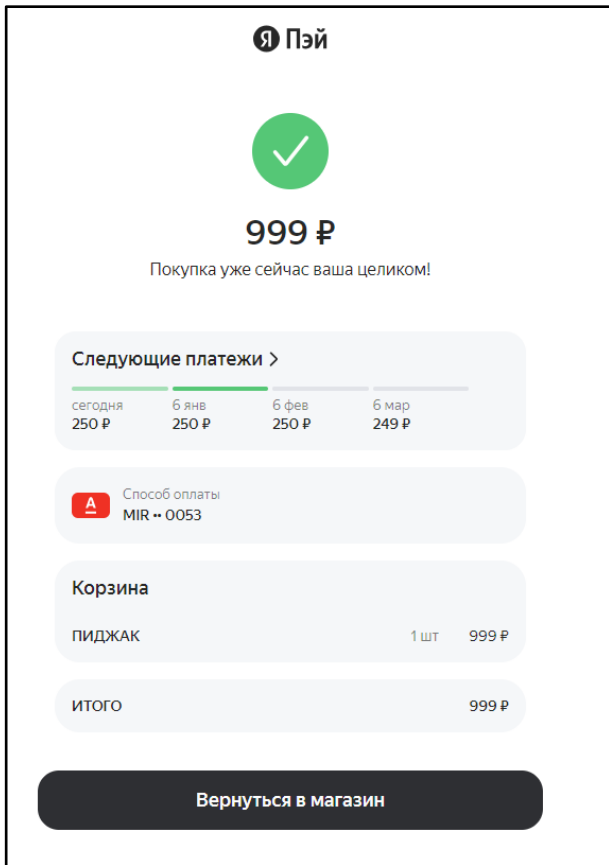 Я Пэй
999 ₽
Покупка уже сейчас ваша целиком!
Следующие платежи >
сегодня 6 янв 6 фев 6 мар
250 ₽ 250 ₽ 250 ₽ 249 ₽
А
Способ оплаты
MIR •• 0053
Корзина
ПИДЖАК 1 шт 999 ₽
ИТОГО 999 ₽
Вернуться в магазин